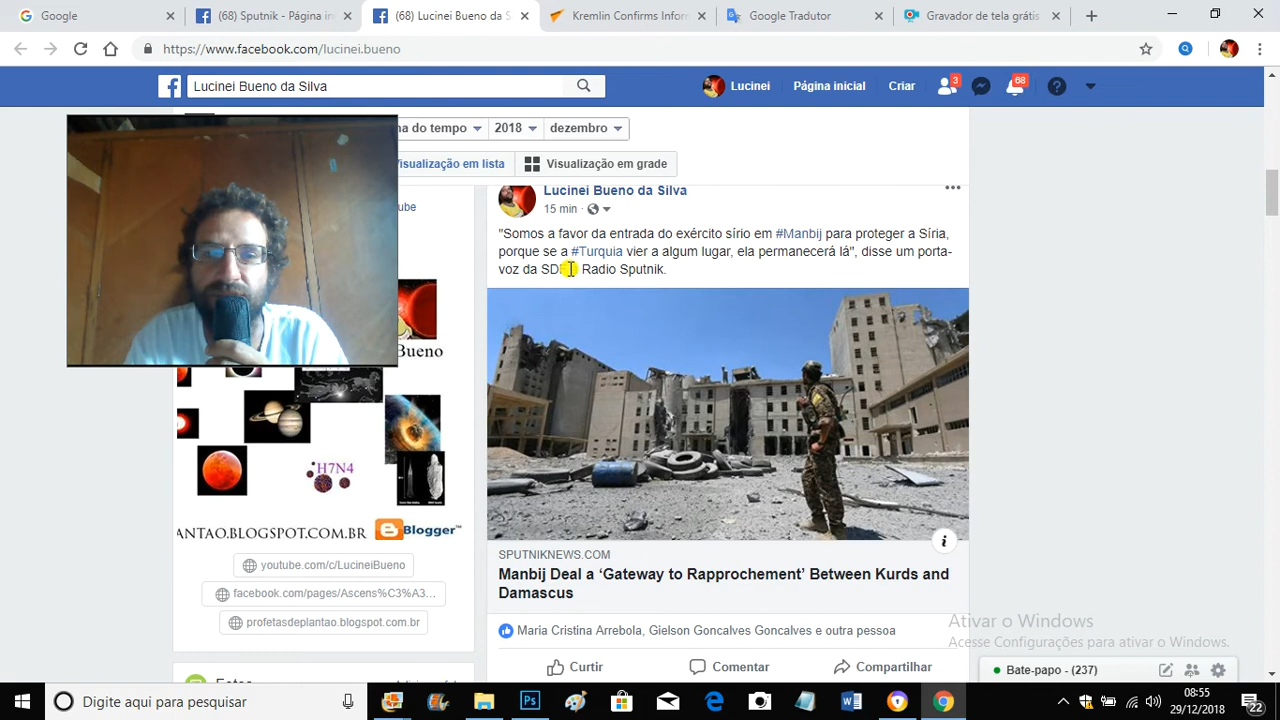 Google
(68) Sputnik - Página in
(68) Lucinei Bueno da S
Kremlin Confirms Inforr
Google Tradutor
Gravador de tela grátis
https://www.facebook.com/lucinei.bueno
Lucinei Bueno da Silva
Lucinei
Página inicial
Criar
3
68
na do tempo
2018
dezembro
Visualização em lista
Visualização em grade
ube
Lucinei Bueno da Silva
15 min
"Somos a favor da entrada do exército sírio em #Manbij para proteger a Síria,
porque se a #Turquia vier a algum lugar, ela permanecerá lá", disse um porta-
voz da SD Radio Sputnik.
Bueno
H7N4
ANTAO.BLOGSPOT.COM.BR
Blogger™
youtube.com/c/LucineiBueno
facebook.com/pages/Ascens%C3%A3...
profetasdeplantao.blogspot.com.br
SPUTNIKNEWS.COM
Manbij Deal a ‘Gateway to Rapprochement’ Between Kurds and
Damascus
Maria Cristina Arrebola, Gielson Goncalves Goncalves e outra pessoa
Curtir
Comentar
Compartilhar
Ativar o Windows
Acesse Configurações para ativar o Windows.
Bate-papo - (237)
Digite aqui para pesquisar
08:55
29/12/2018
22